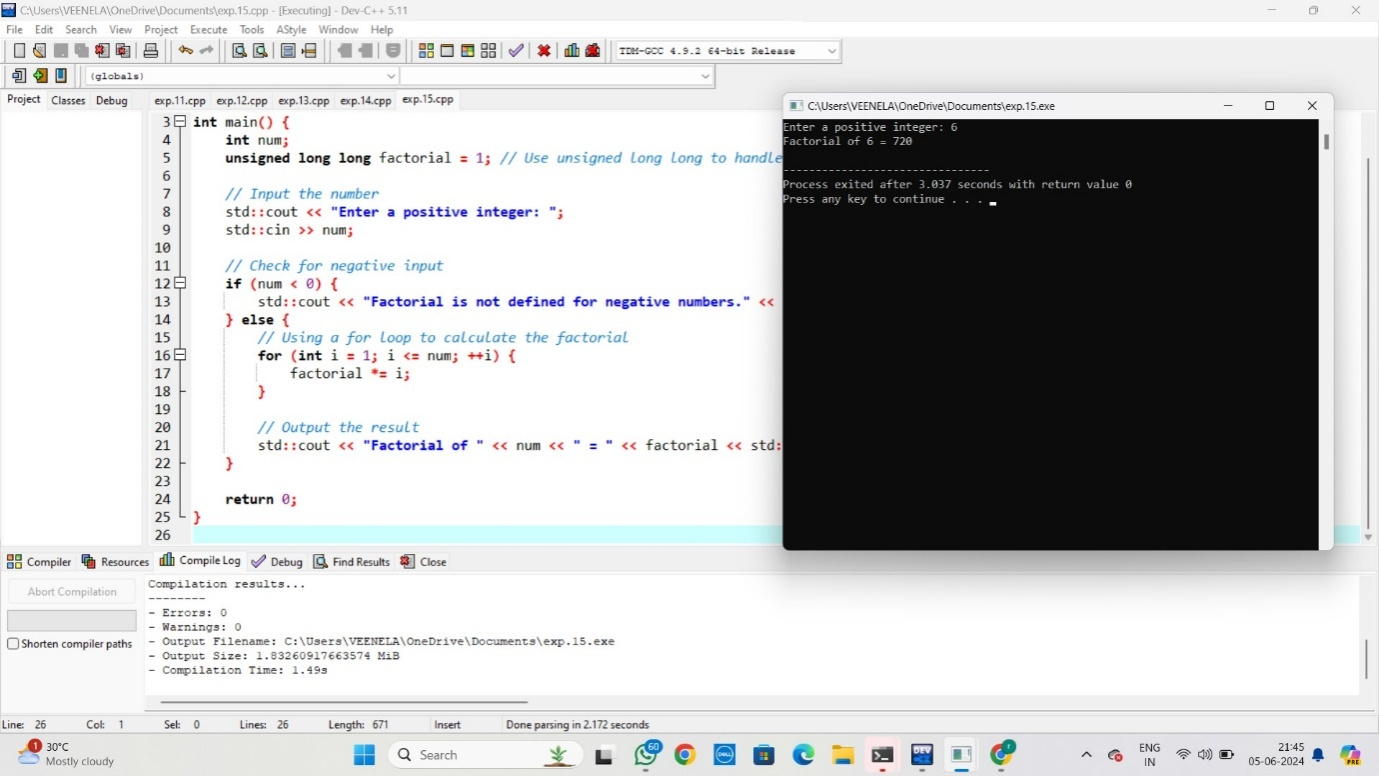 C:\Users\VEENELA\OneDrive\Documents\exp.15.cpp - [Executing] - Dev-C++ 5.11
File Edit Search View Project Execute Tools AStyle Window Help
TDM-GCC 4.9.2 64-bit Release
(globals)
Project Classes Debug
exp.11.cpp exp.12.cpp exp.13.cpp exp.14.cpp exp.15.cpp
3 int main() {
4 int num;
5 unsigned long long factorial = 1; // Use unsigned long long to handle
6
7 // Input the number
8 std::cout << "Enter a positive integer: ";
9 std::cin >> num;
10
11 // Check for negative input
12 if (num < 0) {
13 std::cout << "Factorial is not defined for negative numbers." <<
14 } else {
15 // Using a for loop to calculate the factorial
16 for (int i = 1; i <= num; ++i) {
17 factorial *= i;
18 }
19
20 // Output the result
21 std::cout << "Factorial of " << num << " = " << factorial << std:
22 }
23
24 return 0;
25 }
26
C:\Users\VEENELA\OneDrive\Documents\exp.15.exe
Enter a positive integer: 6
Factorial of 6 = 720
--------------------------------
Process exited after 3.037 seconds with return value 0
Press any key to continue . . .
Compiler Resources Compile Log Debug Find Results Close
Abort Compilation
Shorten compiler paths
Compilation results...
--------
- Errors: 0
- Warnings: 0
- Output Filename: C:\Users\VEENELA\OneDrive\Documents\exp.15.exe
- Output Size: 1.83260917663574 MiB
- Compilation Time: 1.49s
Line: 26 Col: 1 Sel: 0 Lines: 26 Length: 671 Insert Done parsing in 2.172 seconds
1
30°C
Mostly cloudy
Search
60
DELL
DEV
ENG
IN
21:45
05-06-2024
PRE